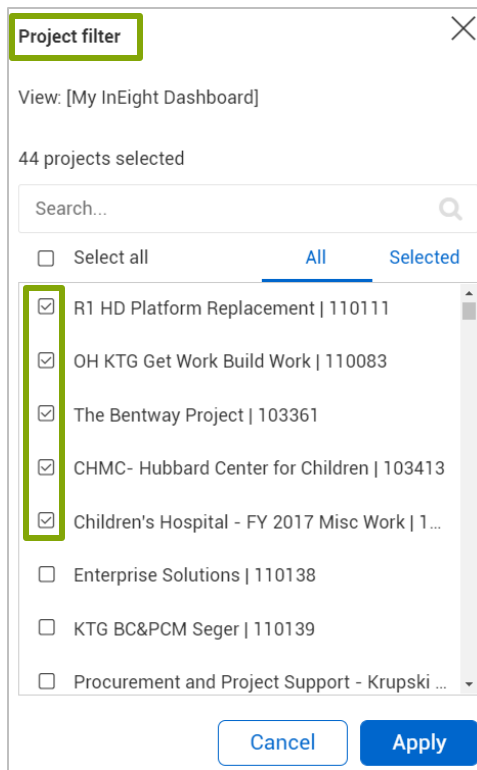 Project filter
View: [My InEight Dashboard]
44 projects selected
Search...
Select all All Selected
R1 HD Platform Replacement | 110111
OH KTG Get Work Build Work | 110083
The Bentway Project | 103361
CHMC- Hubbard Center for Children | 103413
Children's Hospital - FY 2017 Misc Work | 1...
Enterprise Solutions | 110138
KTG BC&PCM Seger | 110139
Procurement and Project Support - Krupski ...
Cancel Apply